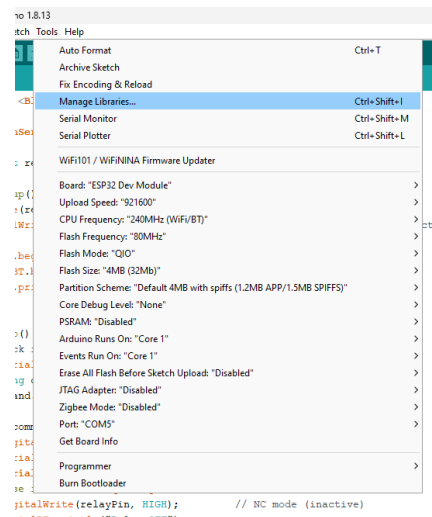 1.8.13
Tools Help
Auto Format Ctrl+T
Archive Sketch
Fix Encoding & Reload
Manage Libraries... Ctrl+Shift+I
Serial Monitor Ctrl+Shift+M
Serial Plotter Ctrl+Shift+L
WiFi101 / WiFiNINA Firmware Updater
Board: "ESP32 Dev Module"
Upload Speed: "921600"
CPU Frequency: "240MHz (WiFi/BT)"
Flash Frequency: "80MHz"
Flash Mode: "QIO"
Flash Size: "4MB (32Mb)"
Partition Scheme: "Default 4MB with spiffs (1.2MB APP/1.5MB SPIFFS)"
Core Debug Level: "None"
PSRAM: "Disabled"
Arduino Runs On: "Core 1"
Events Run On: "Core 1"
Erase All Flash Before Sketch Upload: "Disabled"
JTAG Adapter: "Disabled"
Zigbee Mode: "Disabled"
Port: "COM5"
Get Board Info
Programmer
Burn Bootloader
gitalWrite(relayPin, HIGH); // NC mode (inactive)